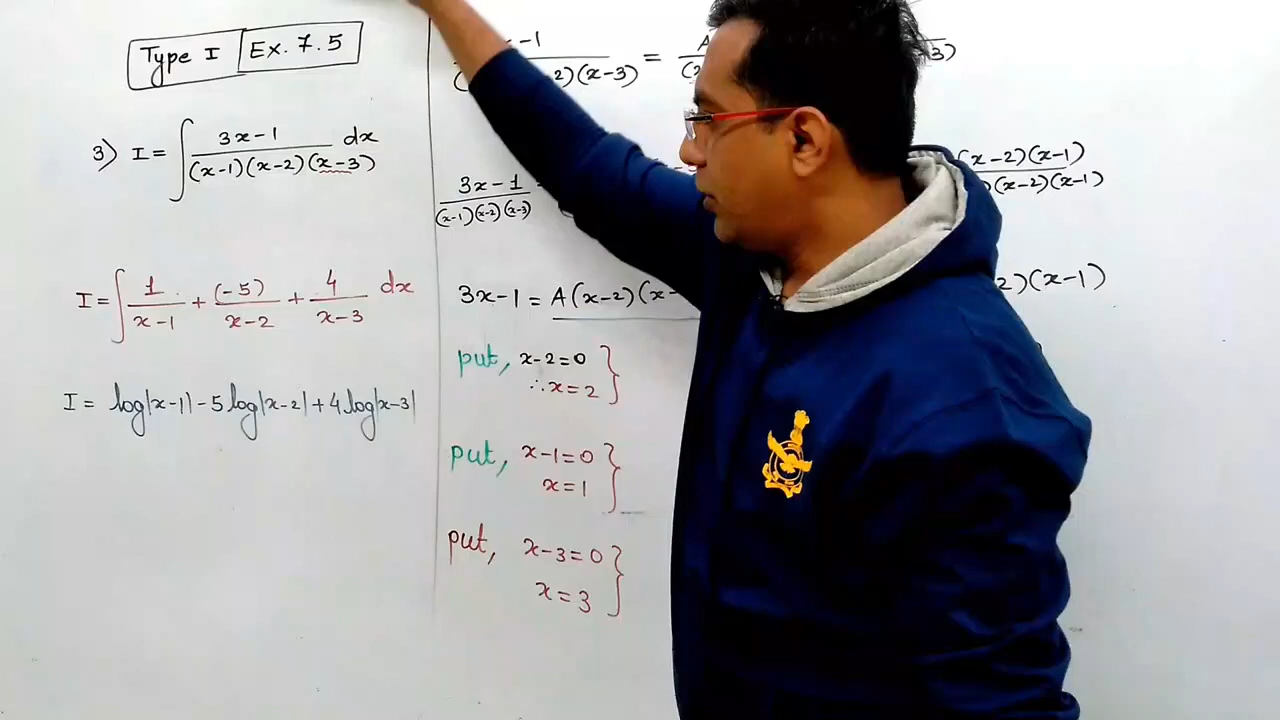 Type I Ex. 7.5
3) I = ∫ 3x-1 / (x-1)(x-2)(x-3) dx
I = ∫ 1/x-1 + (-5)/x-2 + 4/x-3 dx
I = log|x-1| - 5 log|x-2| + 4 log|x-3|
-1 / 2)(x-3) =
3x-1 / (x-1)(x-2)(x-3)
(x-2)(x-1) / (x-2)(x-1)
3x-1 = A(x-2)(x- 2)(x-1)
put, x-2=0
∴x=2
put, x-1=0
x=1
put, x-3=0
x=3